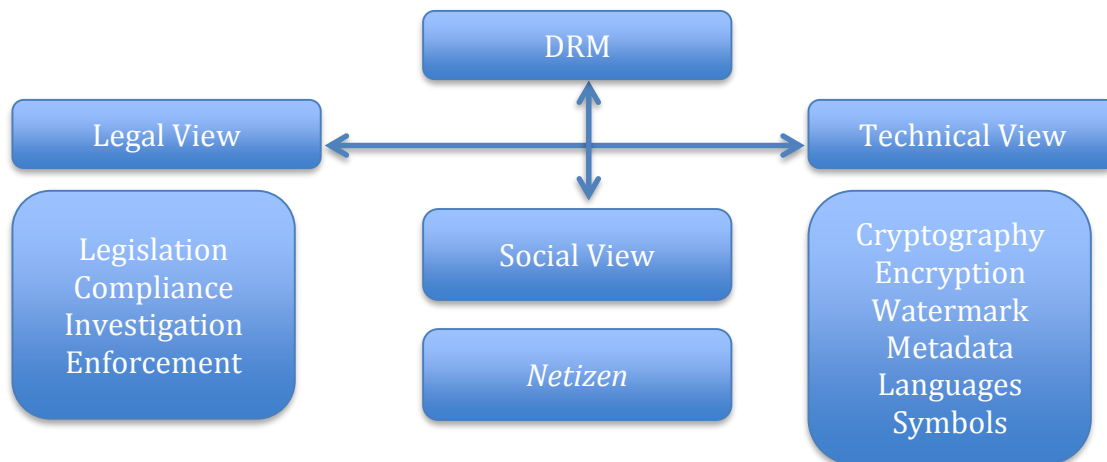 DRM
Legal View
Technical View
Legislation
Compliance
Investigation
Enforcement
Social View
Netizen
Cryptography
Encryption
Watermark
Metadata
Languages
Symbols